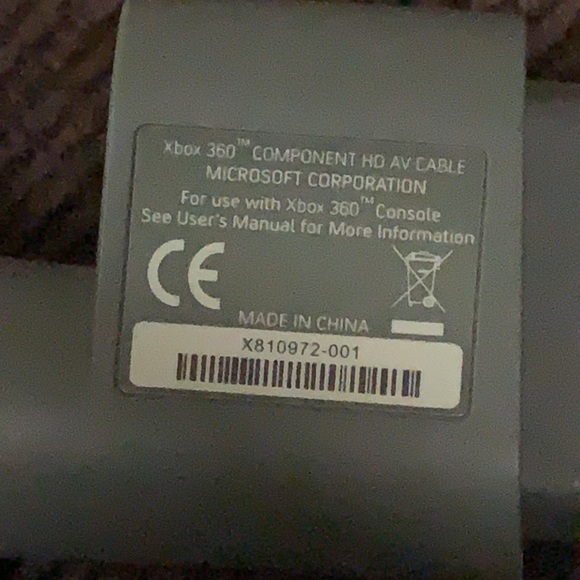 Xbox 360™ COMPONENT HD AV CABLE
MICROSOFT CORPORATION
For use with Xbox 360™ Console
See User's Manual for More Information
CE
MADE IN CHINA
X810972-001